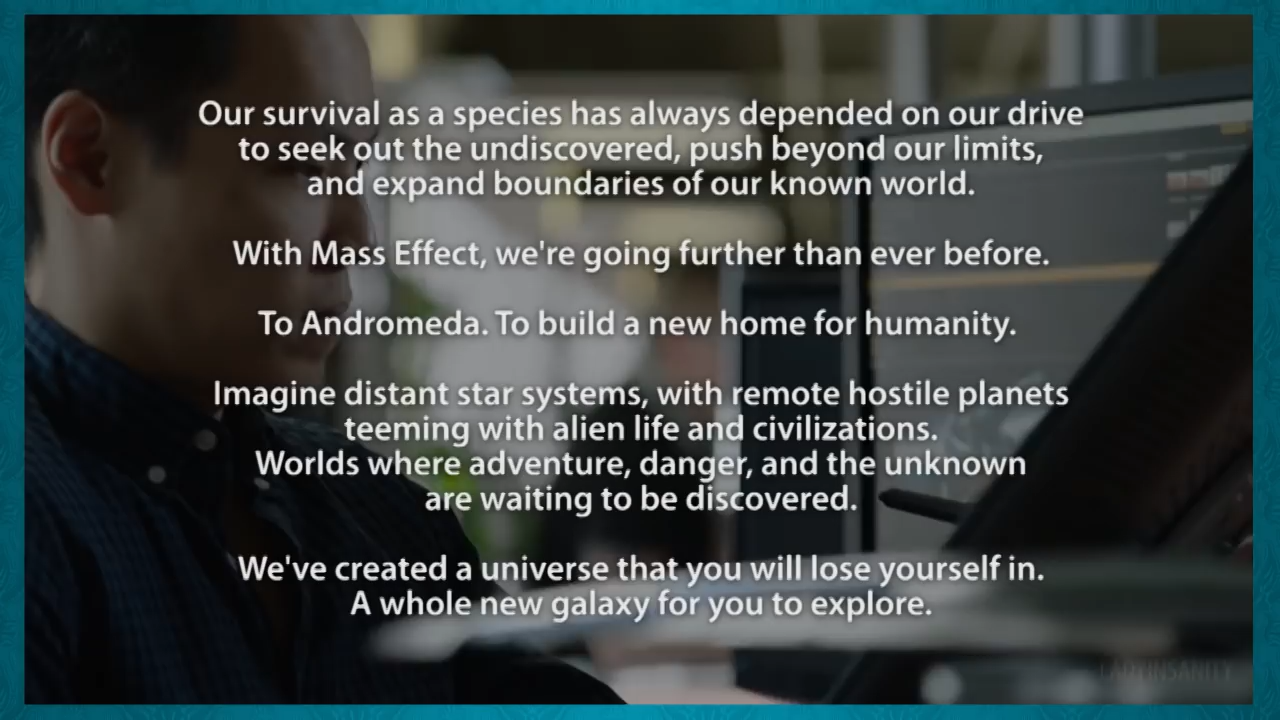 Our survival as a species has always depended on our drive
to seek out the undiscovered, push beyond our limits,
and expand boundaries of our known world.
With Mass Effect, we're going further than ever before.
To Andromeda. To build a new home for humanity.
Imagine distant star systems, with remote hostile planets
teeming with alien life and civilizations.
Worlds where adventure, danger, and the unknown
are waiting to be discovered.
We've created a universe that you will lose yourself in.
A whole new galaxy for you to explore.
LADYINSANITY